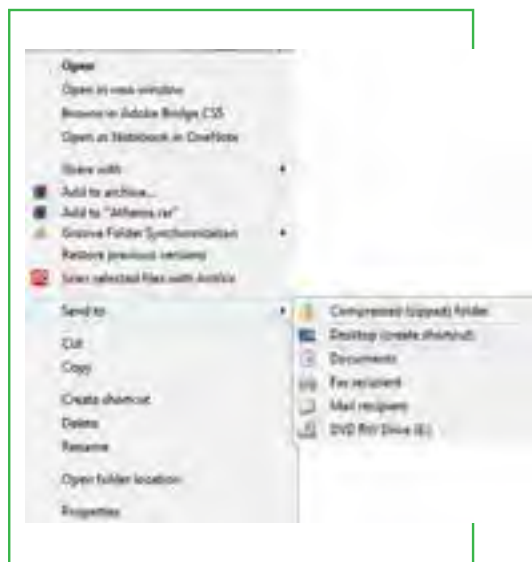 Open
Open in new window
Browse in Adobe Bridge CS5
Open as Notebook in OneNote
Share with
Add to archive...
Add to "Athena.rar"
Groove Folder Synchronization
Restore previous versions
Scan selected files with AntiVir
Send to
Compressed (zipped) folder
Desktop (create shortcut)
Documents
Fax recipient
Mail recipient
DVD RW Drive (E:)
Cut
Copy
Create shortcut
Delete
Rename
Open folder location
Properties